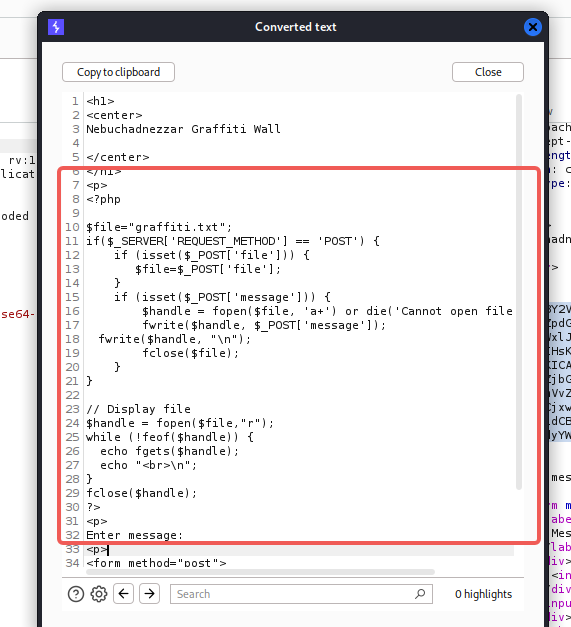 Converted text
Copy to clipboard
Close
1 <h1>
2 <center>
3 Nebuchadnezzar Graffiti Wall
4
5 </center>
6 </h1>
7 <p>
8 <?php
9
10 $file="graffiti.txt";
11 if($_SERVER['REQUEST_METHOD'] == 'POST') {
12 if (isset($_POST['file'])) {
13 $file=$_POST['file'];
14 }
15 if (isset($_POST['message'])) {
16 $handle = fopen($file, 'a+') or die('Cannot open file
17 fwrite($handle, $_POST['message']);
18 fwrite($handle, "\n");
19 fclose($file);
20 }
21 }
22
23 // Display file
24 $handle = fopen($file,"r");
25 while (!feof($handle)) {
26 echo fgets($handle);
27 echo "<br>\n";
28 }
29 fclose($handle);
30 ?>
31 <p>
32 Enter message:
33 <p>
34 <form method="post">
Search
0 highlights